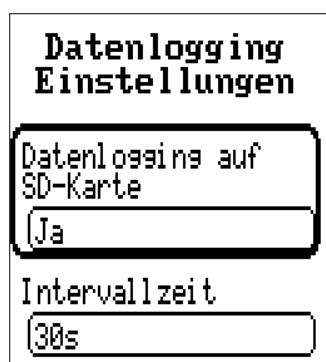 Datenlogging
Einstellungen
Datenlogging auf
SD-Karte
Ja
Intervallzeit
30s